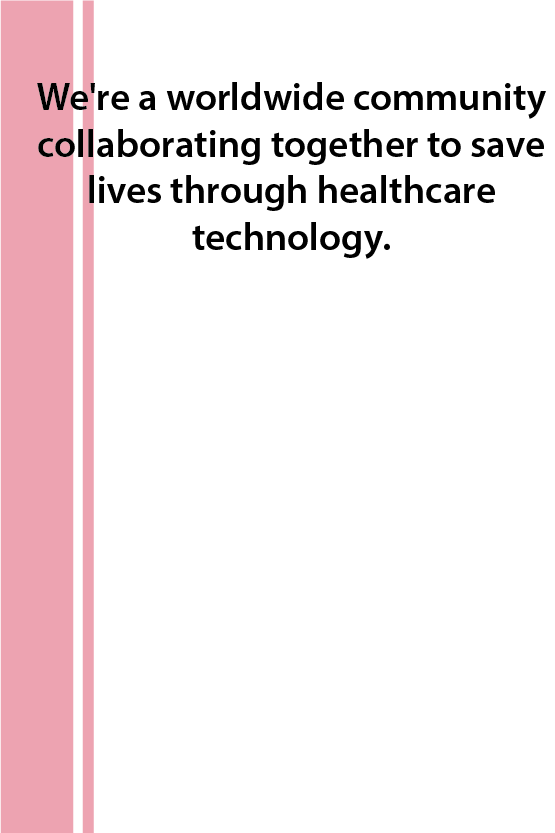 We're a worldwide community
collaborating together to save
lives through healthcare
technology.